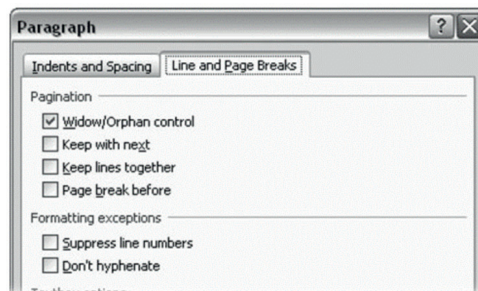 Paragraph
Indents and Spacing Line and Page Breaks
Pagination
Widow/Orphan control
Keep with next
Keep lines together
Page break before
Formatting exceptions
Suppress line numbers
Don't hyphenate